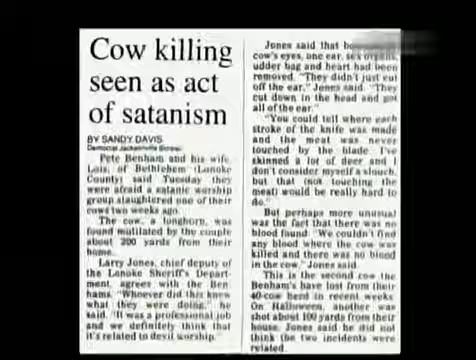 Cow killing
seen as act
of satanism
BY SANDY DAVIS
Democrat Jacksonville Bureau
Pete Benham and his wife,
Lois, of Bethlehem (Lonoke
County) said Tuesday they
were afraid a satanic worship
group slaughtered one of their
cows two weeks ago.
The cow, a longhorn, was
found mutilated by the couple
about 200 yards from their
home.
Larry Jones, chief deputy of
the Lonoke Sheriff's Depart-
ment, agrees with the Ben-
hams. "Whoever did this knew
what they were doing," he
said. "It was a professional job
and we definitely think that
it's related to devil worship."
Jones said that
cow's eyes, one ear, sex organs,
udder bag and heart had been
removed. "They didn't just cut
off the ear," Jones said. "They
cut down in the head and got
all of the ear."
"You could tell where each
stroke of the knife was made
and the meat was never
touched by the blade. I've
skinned a lot of deer and I
don't consider myself a slouch,
but that (not touching the
meat) would be really hard to
do."
But perhaps more unusual
was the fact that there was no
blood found. "We couldn't find
any blood where the cow was
killed and there was no blood
in the cow," Jones said.
This is the second cow the
Benham's have lost from their
40-cow herd in recent weeks.
On Halloween, another was
shot about 100 yards from their
house. Jones said he did not
think the two incidents were
related.